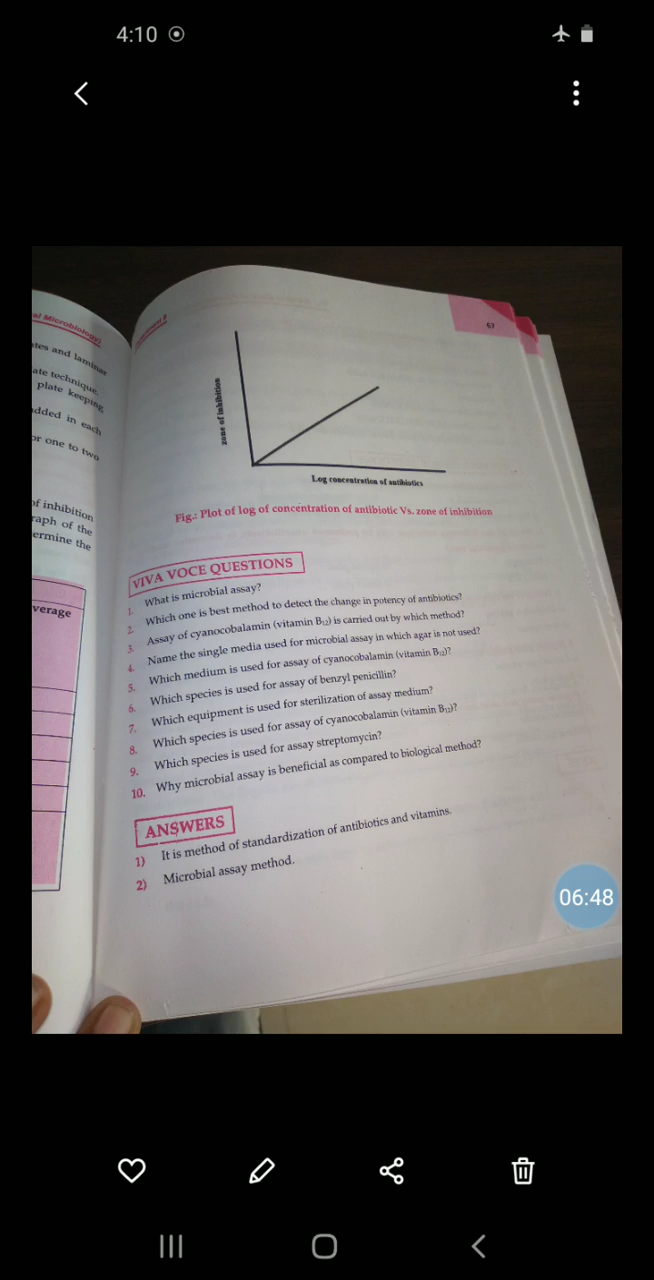 4:10
al Microbiology)
ates and laminar
ate technique.
plate keeping
added in each
or one to two
of inhibition
raph of the
ermine the
verage
67
zone of inhibition
Log concentration of antibiotics
Fig.: Plot of log of concentration of antibiotic Vs. zone of inhibition
VIVA VOCE QUESTIONS
1. What is microbial assay?
2. Which one is best method to detect the change in potency of antibiotics?
3. Assay of cyanocobalamin (vitamin B12) is carried out by which method?
4. Name the single media used for microbial assay in which agar is not used?
5. Which medium is used for assay of cyanocobalamin (vitamin B12)?
6. Which species is used for assay of benzyl penicillin?
7. Which equipment is used for sterilization of assay medium?
8. Which species is used for assay of cyanocobalamin (vitamin B12)?
9. Which species is used for assay streptomycin?
10. Why microbial assay is beneficial as compared to biological method?
ANSWERS
1) It is method of standardization of antibiotics and vitamins.
2) Microbial assay method.
06:48